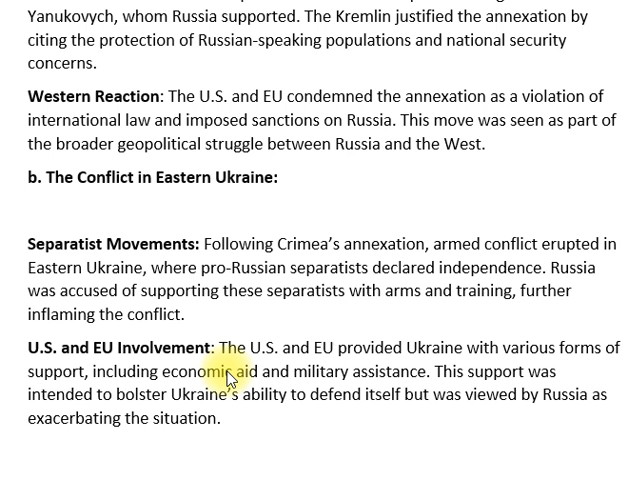 Yanukovych, whom Russia supported. The Kremlin justified the annexation by
citing the protection of Russian-speaking populations and national security
concerns.
Western Reaction: The U.S. and EU condemned the annexation as a violation of
international law and imposed sanctions on Russia. This move was seen as part of
the broader geopolitical struggle between Russia and the West.
b. The Conflict in Eastern Ukraine:
Separatist Movements: Following Crimea’s annexation, armed conflict erupted in
Eastern Ukraine, where pro-Russian separatists declared independence. Russia
was accused of supporting these separatists with arms and training, further
inflaming the conflict.
U.S. and EU Involvement: The U.S. and EU provided Ukraine with various forms of
support, including economic aid and military assistance. This support was
intended to bolster Ukraine’s ability to defend itself but was viewed by Russia as
exacerbating the situation.